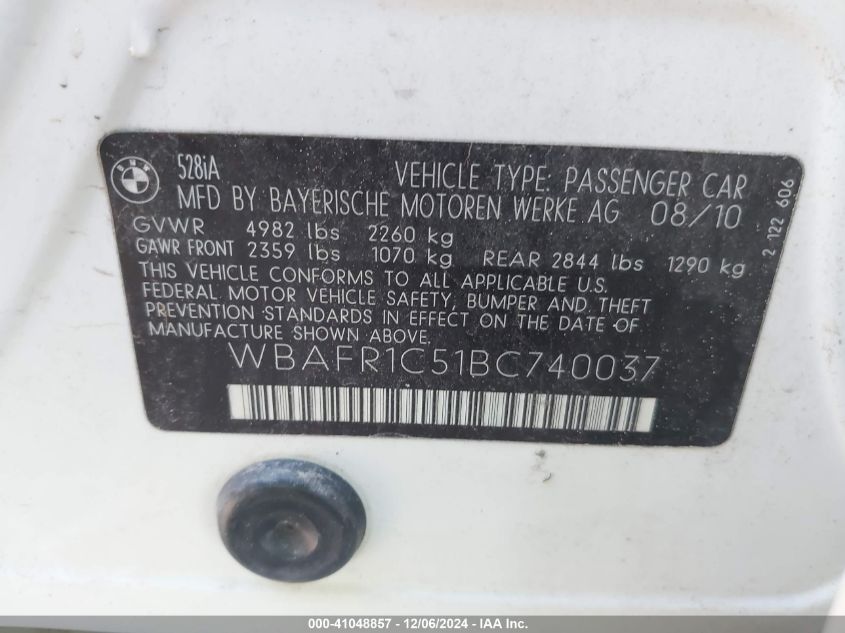 BMW
528iA
VEHICLE TYPE: PASSENGER CAR
MFD BY BAYERISCHE MOTOREN WERKE AG 08/10
GVWR 4982 lbs 2260 kg
GAWR FRONT 2359 lbs 1070 kg REAR 2844 lbs 1290 kg
THIS VEHICLE CONFORMS TO ALL APPLICABLE U.S.
FEDERAL MOTOR VEHICLE SAFETY, BUMPER AND THEFT
PREVENTION STANDARDS IN EFFECT ON THE DATE OF
MANUFACTURE SHOWN ABOVE.
WBAFR1C51BC740037
2 122 606
000-41048857 - 12/06/2024 - IAA Inc.